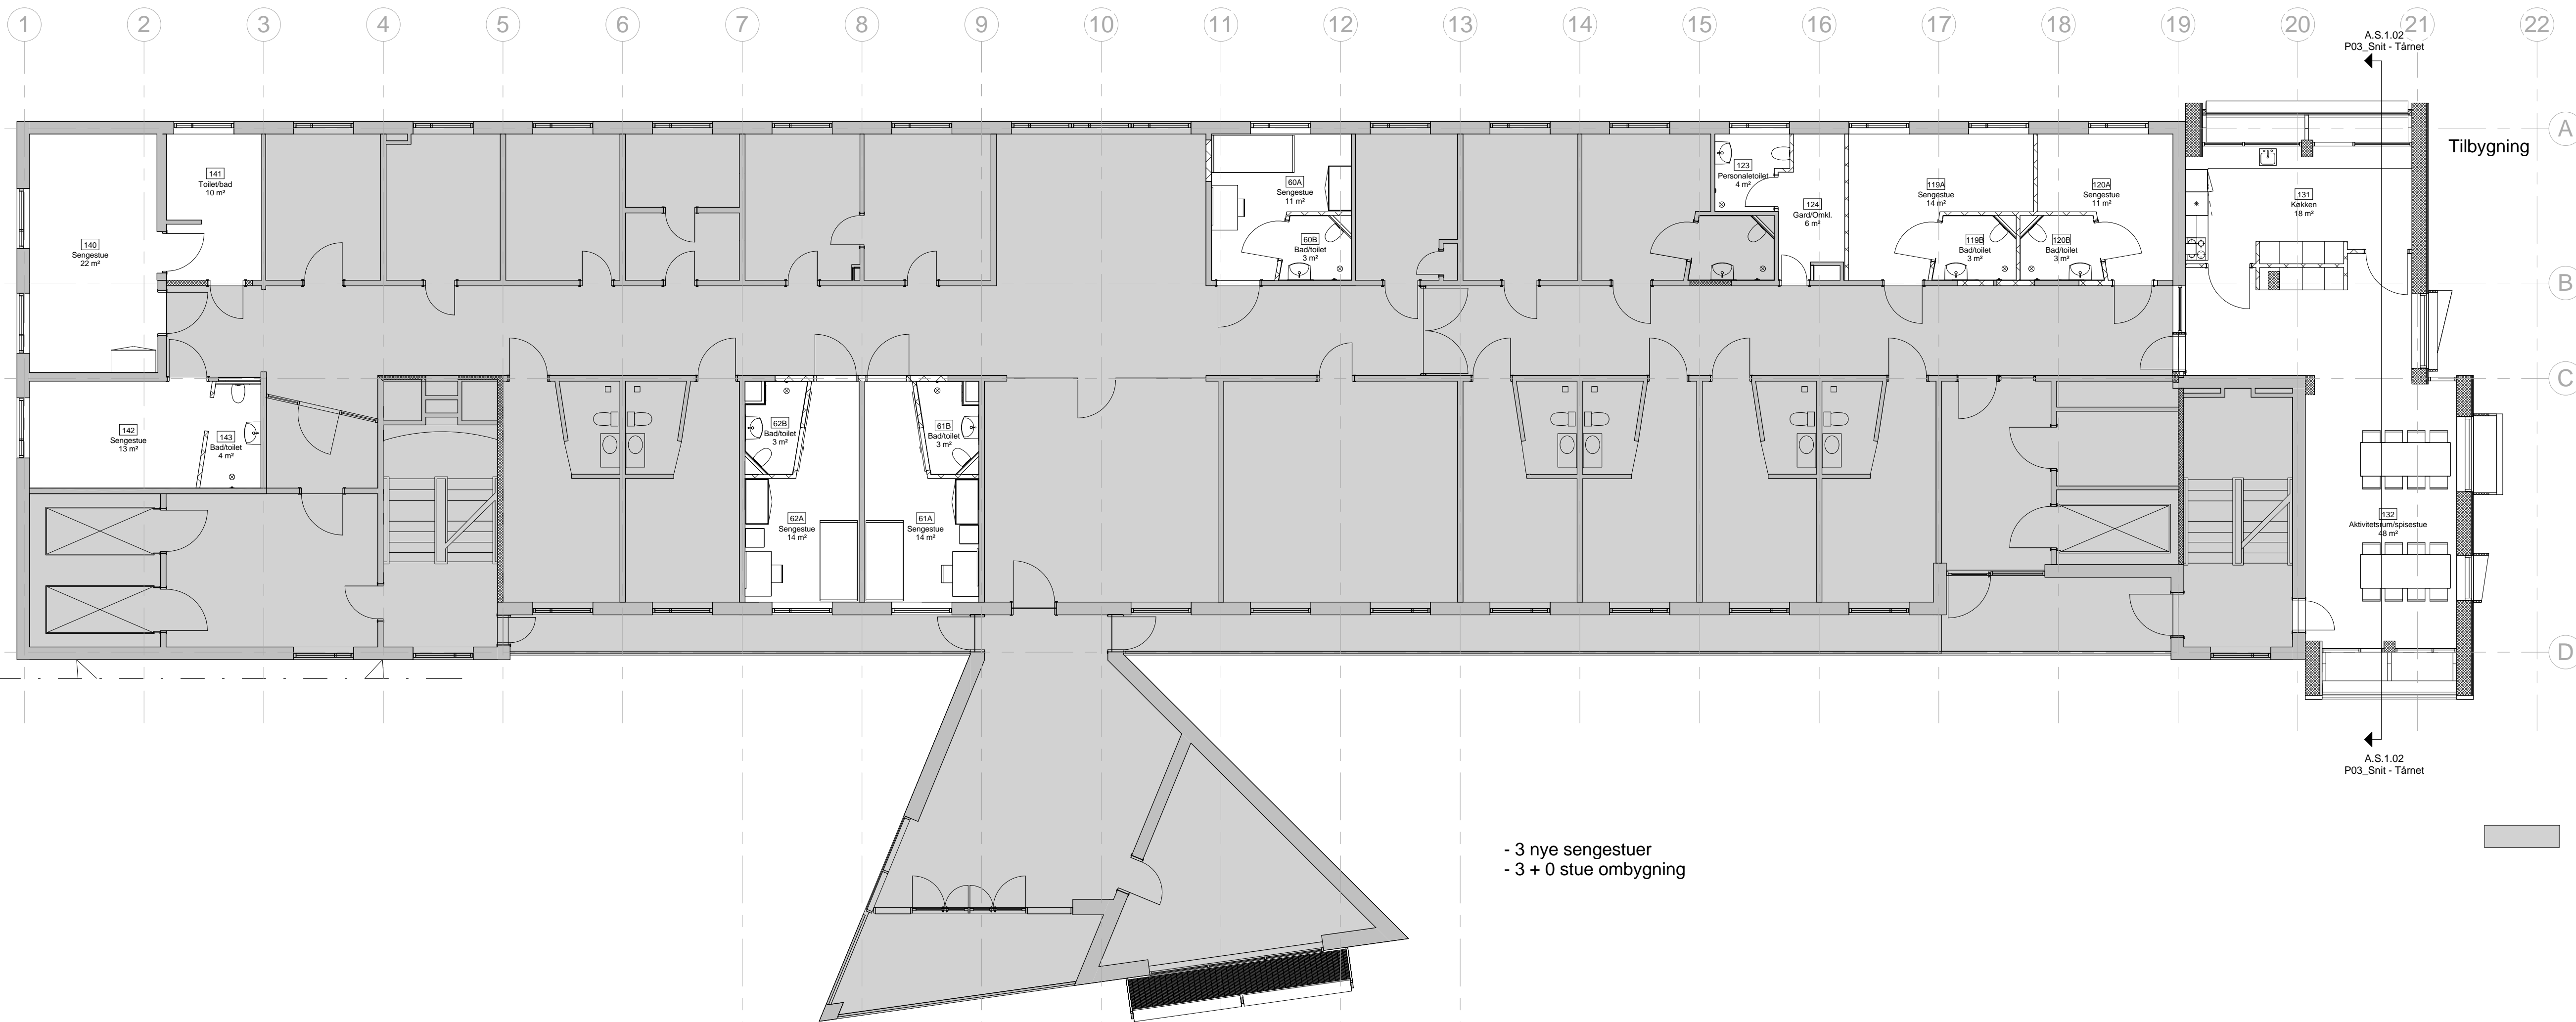 1
2
3
4
5
6
7
8
9
10
11
12
13
14
15
16
17
18
19
20
21
22
A.S.1.02
P03_Snit - Tårnet
A
Tilbygning
141
Toilet/bad
10 m²
140
Sengestue
22 m²
60A
Sengestue
11 m²
60B
Bad/toilet
3 m²
123
Personaletoilet
4 m²
124
Gard/Omkl.
6 m²
119A
Sengestue
14 m²
119B
Bad/toilet
3 m²
120A
Sengestue
11 m²
120B
Bad/toilet
3 m²
131
Køkken
18 m²
B
C
142
Sengestue
13 m²
143
Bad/toilet
4 m²
62B
Bad/toilet
3 m²
61B
Bad/toilet
3 m²
62A
Sengestue
14 m²
61A
Sengestue
14 m²
132
Aktivitetsrum/spisestue
48 m²
D
A.S.1.02
P03_Snit - Tårnet
- 3 nye sengestuer
- 3 + 0 stue ombygning